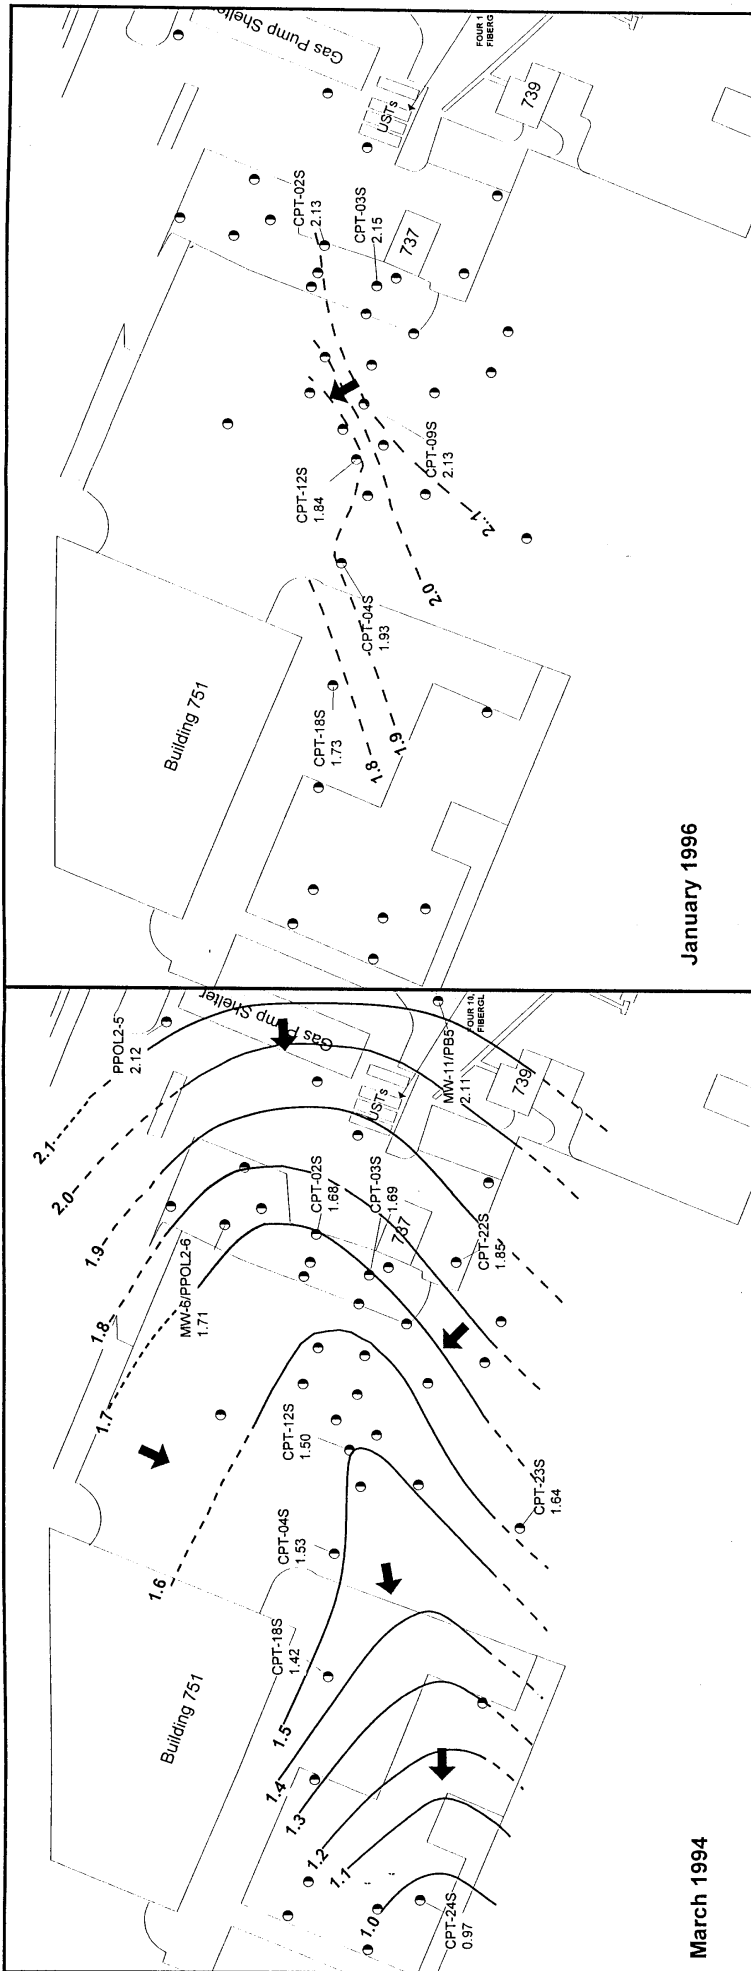 Gas Pump Shelter
FOUR 1
FIBERG
USTs
739
CPT-02S
2.13
CPT-03S
2.15
737
CPT-09S
2.13
CPT-12S
1.84
2.1
2.0
-CPT-04S
1.93
Building 751
CPT-18S
1.73
1.8
1.9
January 1996
PPOL2-5
2.12
Gas Pump Shelter
MW-11/PB5
2.11
FOUR 10,
FIBERGL
739
USTs
2.1
2.0
1.9
1.8
1.7
CPT-02S
1.68
CPT-03S
1.69
737
MW-6/PPOL2-6
1.71
CPT-22S
1.85
CPT-12S
1.50
CPT-23S
1.64
CPT-04S
1.53
1.6
Building 751
CPT-18S
1.42
1.5
1.4
1.3
1.2
1.1
1.0
CPT-24S
0.97
March 1994